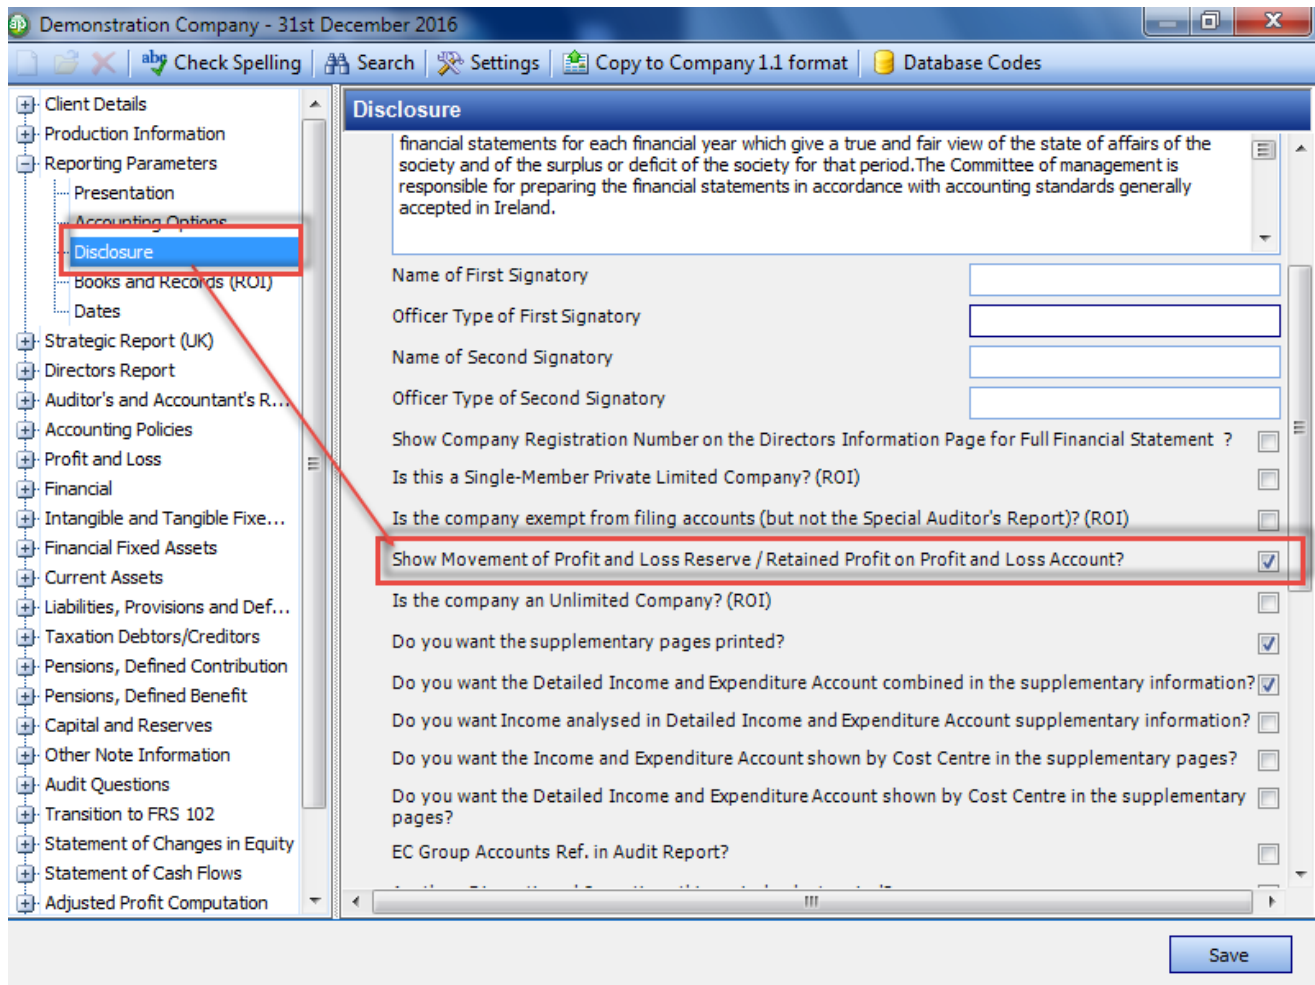 Demonstration Company - 31st December 2016
abc Check Spelling Search Settings Copy to Company 1.1 format Database Codes
Client Details
Production Information
Reporting Parameters
Presentation
Accounting Options
Disclosure
Books and Records (ROI)
Dates
Strategic Report (UK)
Directors Report
Auditor's and Accountant's R...
Accounting Policies
Profit and Loss
Financial
Intangible and Tangible Fixe...
Financial Fixed Assets
Current Assets
Liabilities, Provisions and Def...
Taxation Debtors/Creditors
Pensions, Defined Contribution
Pensions, Defined Benefit
Capital and Reserves
Other Note Information
Audit Questions
Transition to FRS 102
Statement of Changes in Equity
Statement of Cash Flows
Adjusted Profit Computation
Disclosure
financial statements for each financial year which give a true and fair view of the state of affairs of the
society and of the surplus or deficit of the society for that period.The Committee of management is
responsible for preparing the financial statements in accordance with accounting standards generally
accepted in Ireland.
Name of First Signatory
Officer Type of First Signatory
Name of Second Signatory
Officer Type of Second Signatory
Show Company Registration Number on the Directors Information Page for Full Financial Statement ?
Is this a Single-Member Private Limited Company? (ROI)
Is the company exempt from filing accounts (but not the Special Auditor's Report)? (ROI)
Show Movement of Profit and Loss Reserve / Retained Profit on Profit and Loss Account?
Is the company an Unlimited Company? (ROI)
Do you want the supplementary pages printed?
Do you want the Detailed Income and Expenditure Account combined in the supplementary information?
Do you want Income analysed in Detailed Income and Expenditure Account supplementary information?
Do you want the Income and Expenditure Account shown by Cost Centre in the supplementary pages?
Do you want the Detailed Income and Expenditure Account shown by Cost Centre in the supplementary
pages?
EC Group Accounts Ref. in Audit Report?
Save